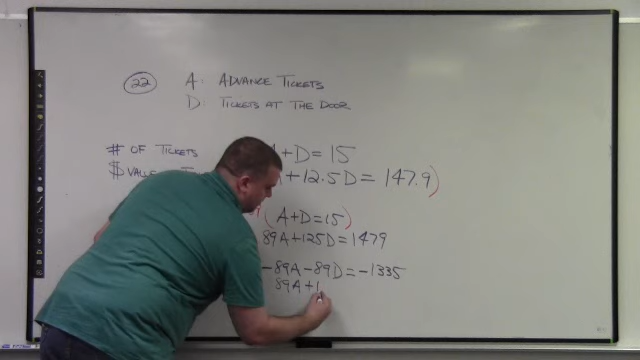 22 A: ADVANCE TICKETS
D: TICKETS AT THE DOOR
# OF TICKETS A+D=15
$ VALUE + 12.5D = 147.9)
( A+D=15 )
89A+125D=1479
-89A-89D=-1335
89A+1